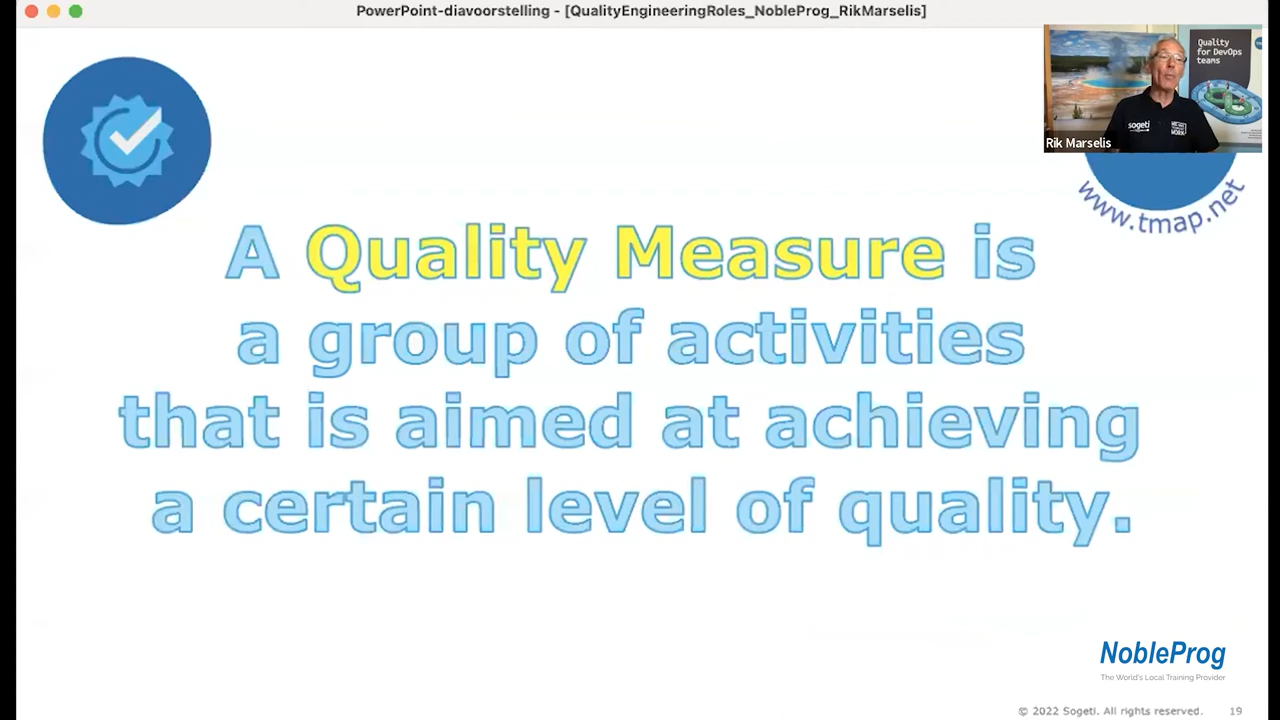 PowerPoint-diavoorstelling - [QualityEngineeringRoles_NobleProg_RikMarselis]
Quality
for DevOps
teams
sogeti
WORK
Rik Marselis
www.tmap.net
A Quality Measure is
a group of activities
that is aimed at achieving
a certain level of quality.
NobleProg
The World's Local Training Provider
© 2022 Sogeti. All rights reserved.
19